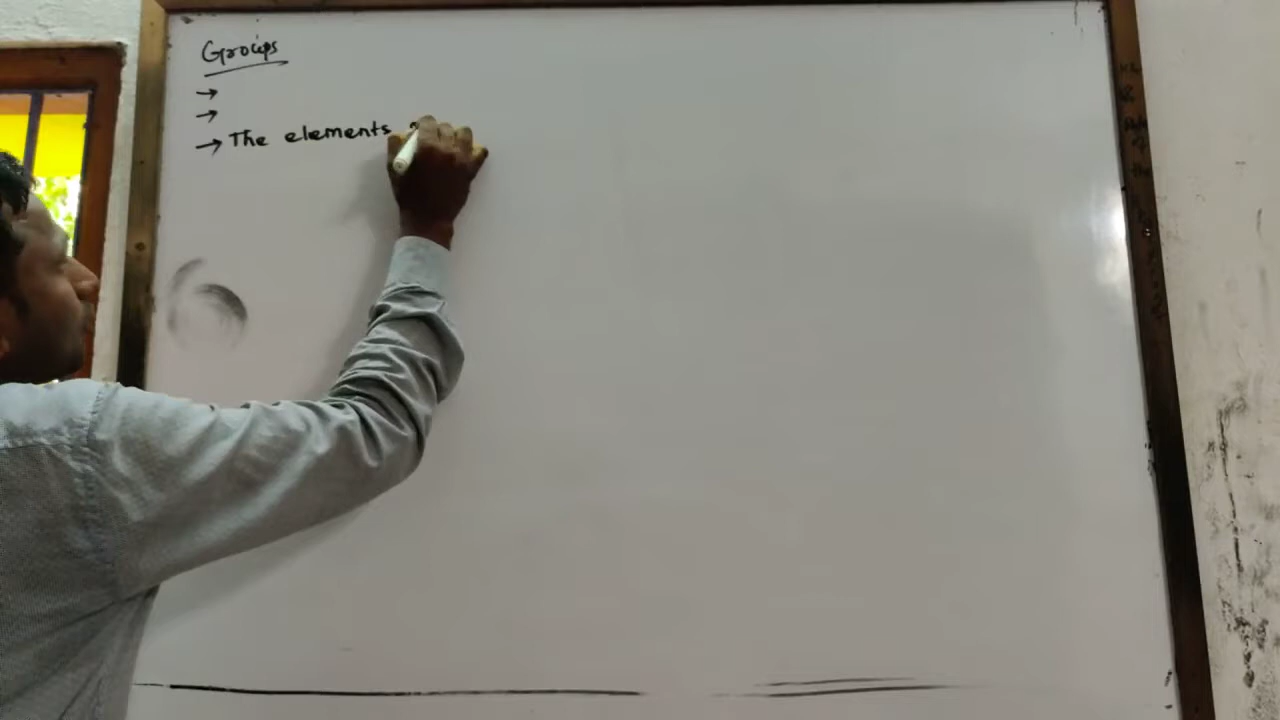 Groups
→
→
→ The elements